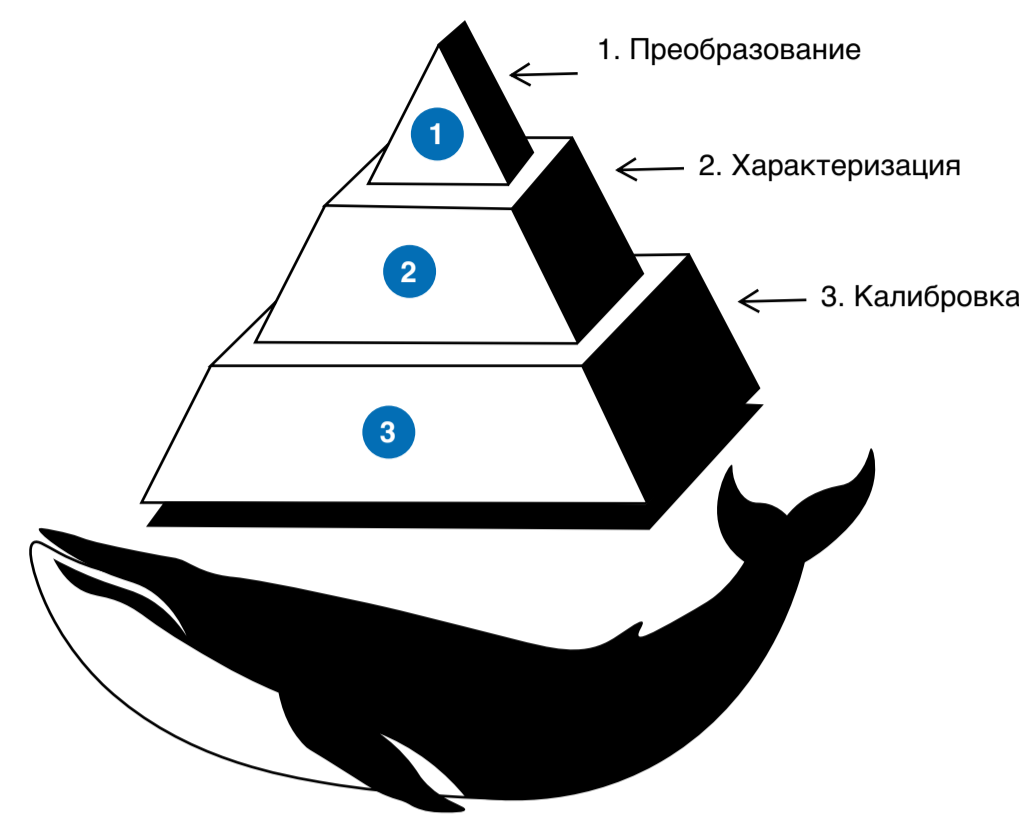 1. Преобразование
1
2. Характеризация
2
3. Калибровка
3